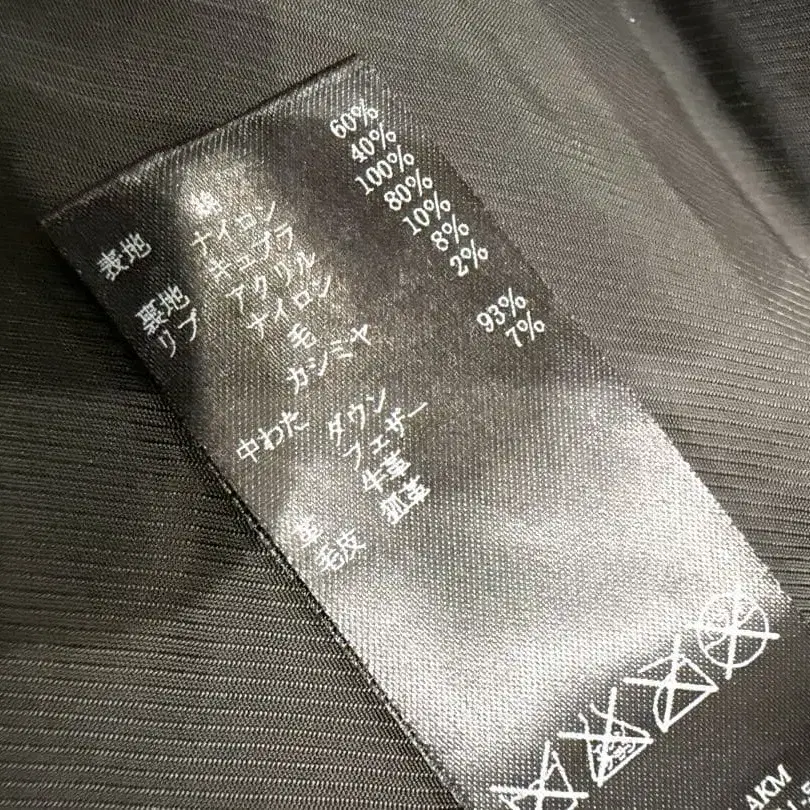 表地 綿 60%
ナイロン 40%
裏地 キュプラ 100%
リブ アクリル 80%
ナイロン 10%
毛 8%
カシミヤ 2%
中わた ダウン 93%
フェザー 7%
革 牛革
毛皮 狐革
AKM